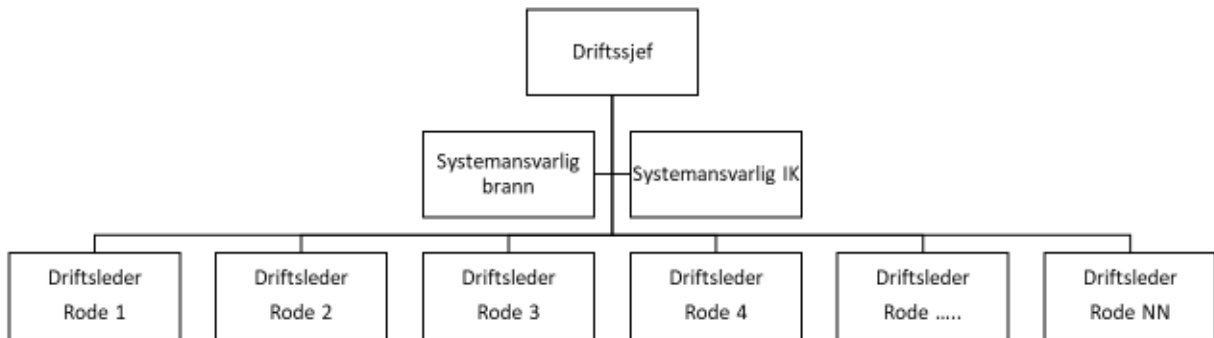 Driftssjef
Systemansvarlig
brann
Systemansvarlig IK
Driftsleder
Rode 1
Driftsleder
Rode 2
Driftsleder
Rode 3
Driftsleder
Rode 4
Driftsleder
Rode .....
Driftsleder
Rode NN